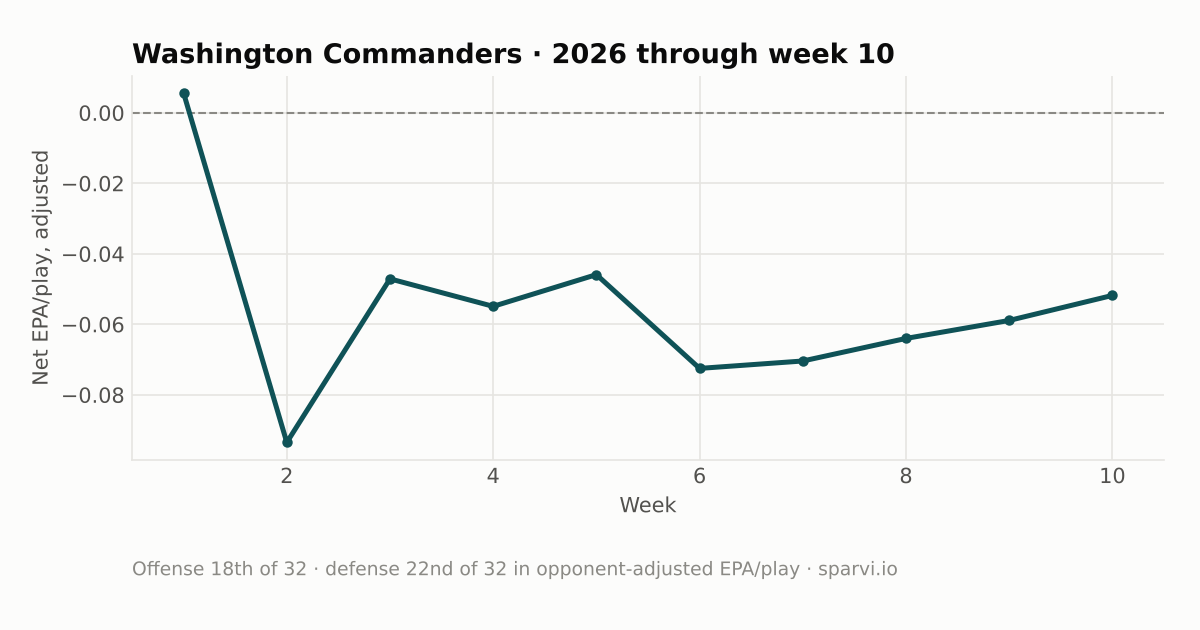 Washington Commanders · 2026 through week 10
Net EPA/play, adjusted
0.00
−0.02
−0.04
−0.06
−0.08
2 4 6 8 10
Week
Offense 18th of 32 · defense 22nd of 32 in opponent-adjusted EPA/play · sparvi.io